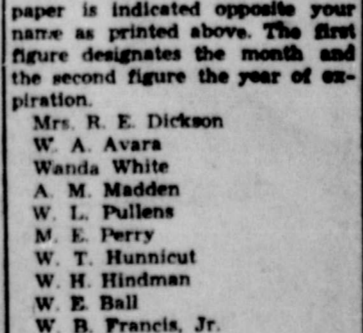 paper is indicated opposite your
name as printed above. The first
figure designates the month and
the second figure the year of ex-
piration.
Mrs. R. E. Dickson
W. A. Avara
Wanda White
A. M. Madden
W. L. Pullens
M. E. Perry
W. T. Hunnicut
W. H. Hindman
W. E. Ball
W. B. Francis, Jr.